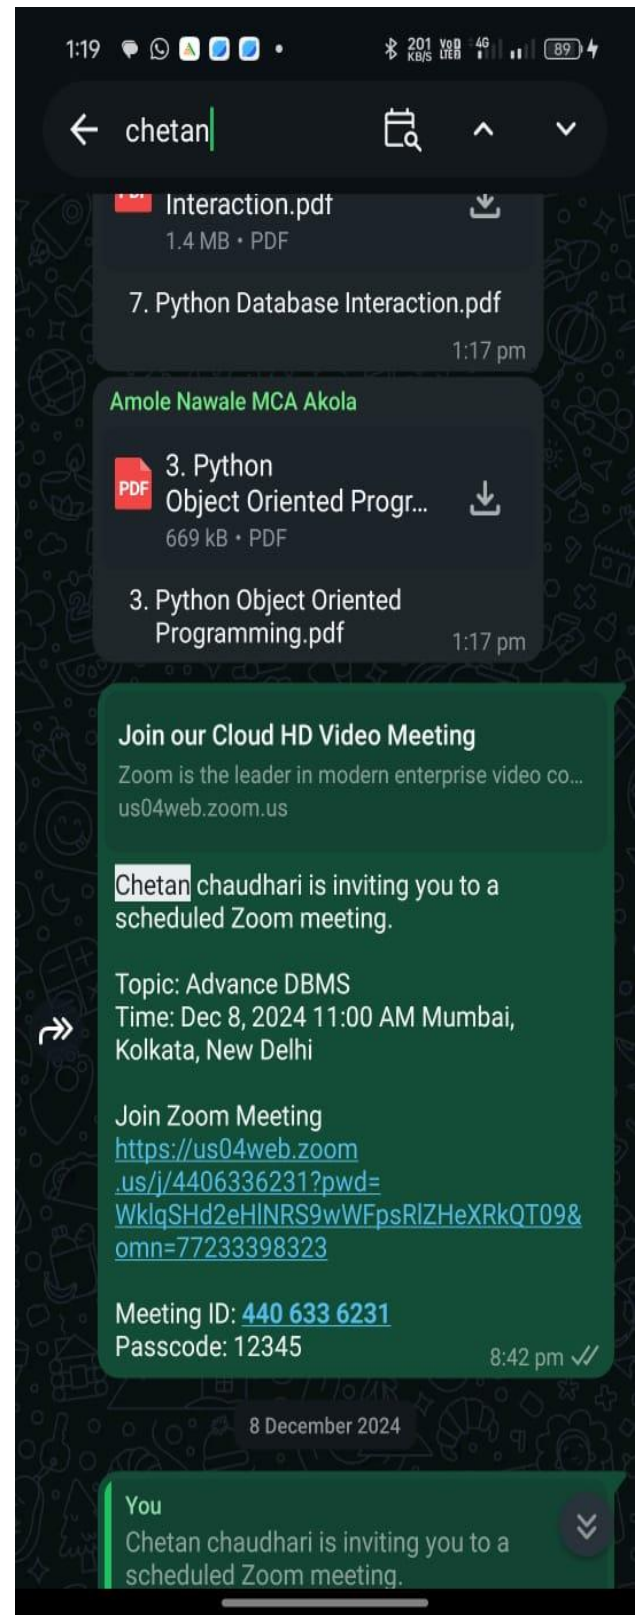 1:19
201 KB/S VoD LTE 4G 89
chetan
PDF Interaction.pdf
1.4 MB • PDF
7. Python Database Interaction.pdf
1:17 pm
Amole Nawale MCA Akola
PDF
3. Python
Object Oriented Progr...
669 kB • PDF
3. Python Object Oriented
Programming.pdf
1:17 pm
Join our Cloud HD Video Meeting
Zoom is the leader in modern enterprise video co...
us04web.zoom.us
Chetan chaudhari is inviting you to a
scheduled Zoom meeting.
Topic: Advance DBMS
Time: Dec 8, 2024 11:00 AM Mumbai,
Kolkata, New Delhi
Join Zoom Meeting
https://us04web.zoom
.us/j/4406336231?pwd=
WklqSHd2eHlNRS9wWFpsRlZHeXRkQT09&
omn=77233398323
Meeting ID: 440 633 6231
Passcode: 12345
8:42 pm
8 December 2024
You
Chetan chaudhari is inviting you to a
scheduled Zoom meeting.